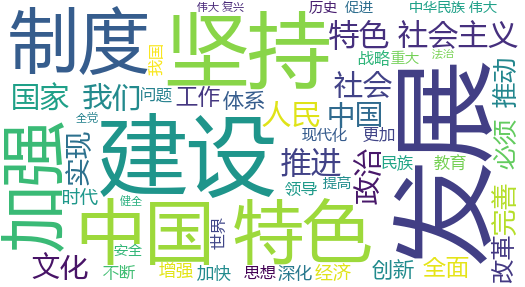 伟大 复兴
历史
促进
中华民族 伟大
制度
坚持
特色
社会主义
我国
战略
重大
法治
国家
我们
问题
工作
体系
社会
推动
人民
中国
发展
加强
全党
建设
现代化
更加
必须
实现
推进
政治
民族
教育
时代
健全
中国 特色
领导
提高
完善
世界
改革
安全
文化
不断
增强
加快
思想
深化
经济
创新
全面